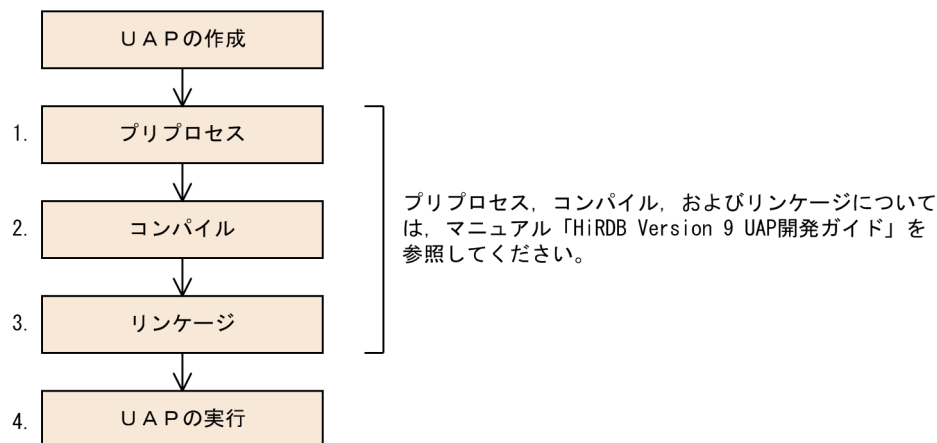 ＵＡＰの作成
1. プリプロセス
2. コンパイル
プリプロセス，コンパイル，およびリンケージについて
は，マニュアル「HiRDB Version 9 UAP開発ガイド」を
参照してください。
3. リンケージ
4. ＵＡＰの実行